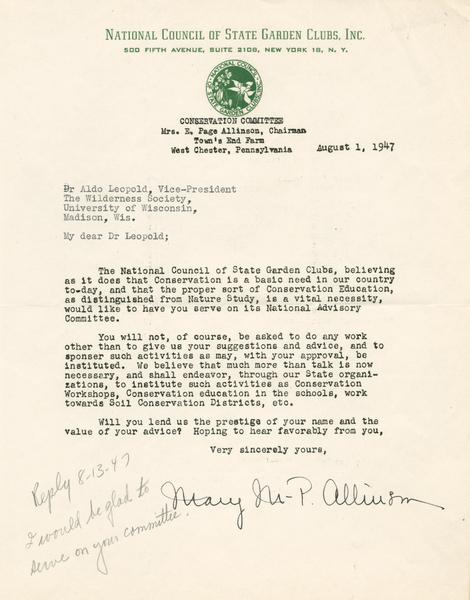 NATIONAL COUNCIL OF STATE GARDEN CLUBS, INC.
500 FIFTH AVENUE, SUITE 2108, NEW YORK 18, N. Y.
NATIONAL COUNCIL OF STATE GARDEN CLUBS INC.
CONSERVATION COMMITTEE
Mrs. E. Page Allinson, Chairman
Town's End Farm
West Chester, Pennsylvania
August 1, 1947
Dr Aldo Leopold, Vice-President
The Wilderness Society,
University of Wisconsin,
Madison, Wis.
My dear Dr Leopold;
The National Council of State Garden Clubs, believing
as it does that Conservation is a basic need in our country
to-day, and that the proper sort of Conservation Education,
as distinguished from Nature Study, is a vital necessity,
would like to have you serve on its National Advisory
Committee.
You will not, of course, be asked to do any work
other than to give us your suggestions and advice, and to
sponser such activities as may, with your approval, be
instituted. We believe that much more than talk is now
necessary, and shall endeavor, through our State organi-
zations, to institute such activities as Conservation
Workshops, Conservation education in the schools, work
towards Soil Conservation Districts, etc.
Will you lend us the prestige of your name and the
value of your advice? Hoping to hear favorably from you,
Very sincerely yours,
Mary M-P. Allinson
Reply 8-13-47
I would be glad to
serve on your committee.